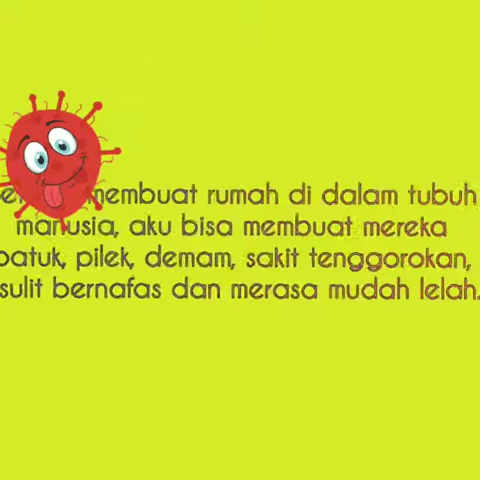 membuat rumah di dalam tubuh
manusia, aku bisa membuat mereka
batuk, pilek, demam, sakit tenggorokan,
sulit bernafas dan merasa mudah lelah.